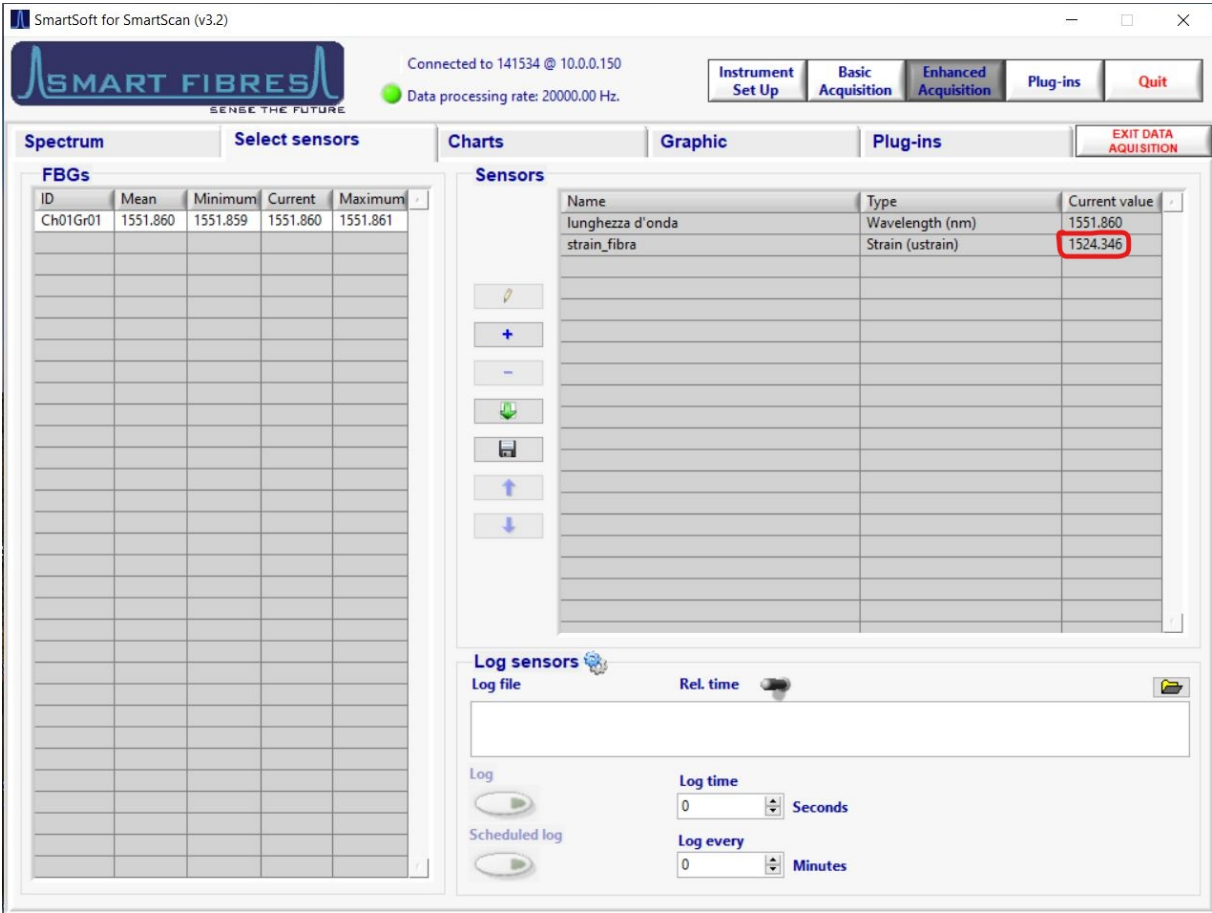 SmartSoft for SmartScan (v3.2)
SMART FIBRES
SENSE THE FUTURE
Connected to 141534 @ 10.0.0.150
Data processing rate: 20000.00 Hz.
Instrument Set Up
Basic Acquisition
Enhanced Acquisition
Plug-ins
Quit
Spectrum
Select sensors
Charts
Graphic
Plug-ins
EXIT DATA
AQUISITION
FBGs
ID Mean Minimum Current Maximum
Ch01Gr01 1551.860 1551.859 1551.860 1551.861
Sensors
Name Type Current value
lunghezza d'onda Wavelength (nm) 1551.860
strain_fibra Strain (ustrain) 1524.346
Log sensors
Log file
Rel. time
Log
Log time
0 Seconds
Scheduled log
Log every
0 Minutes